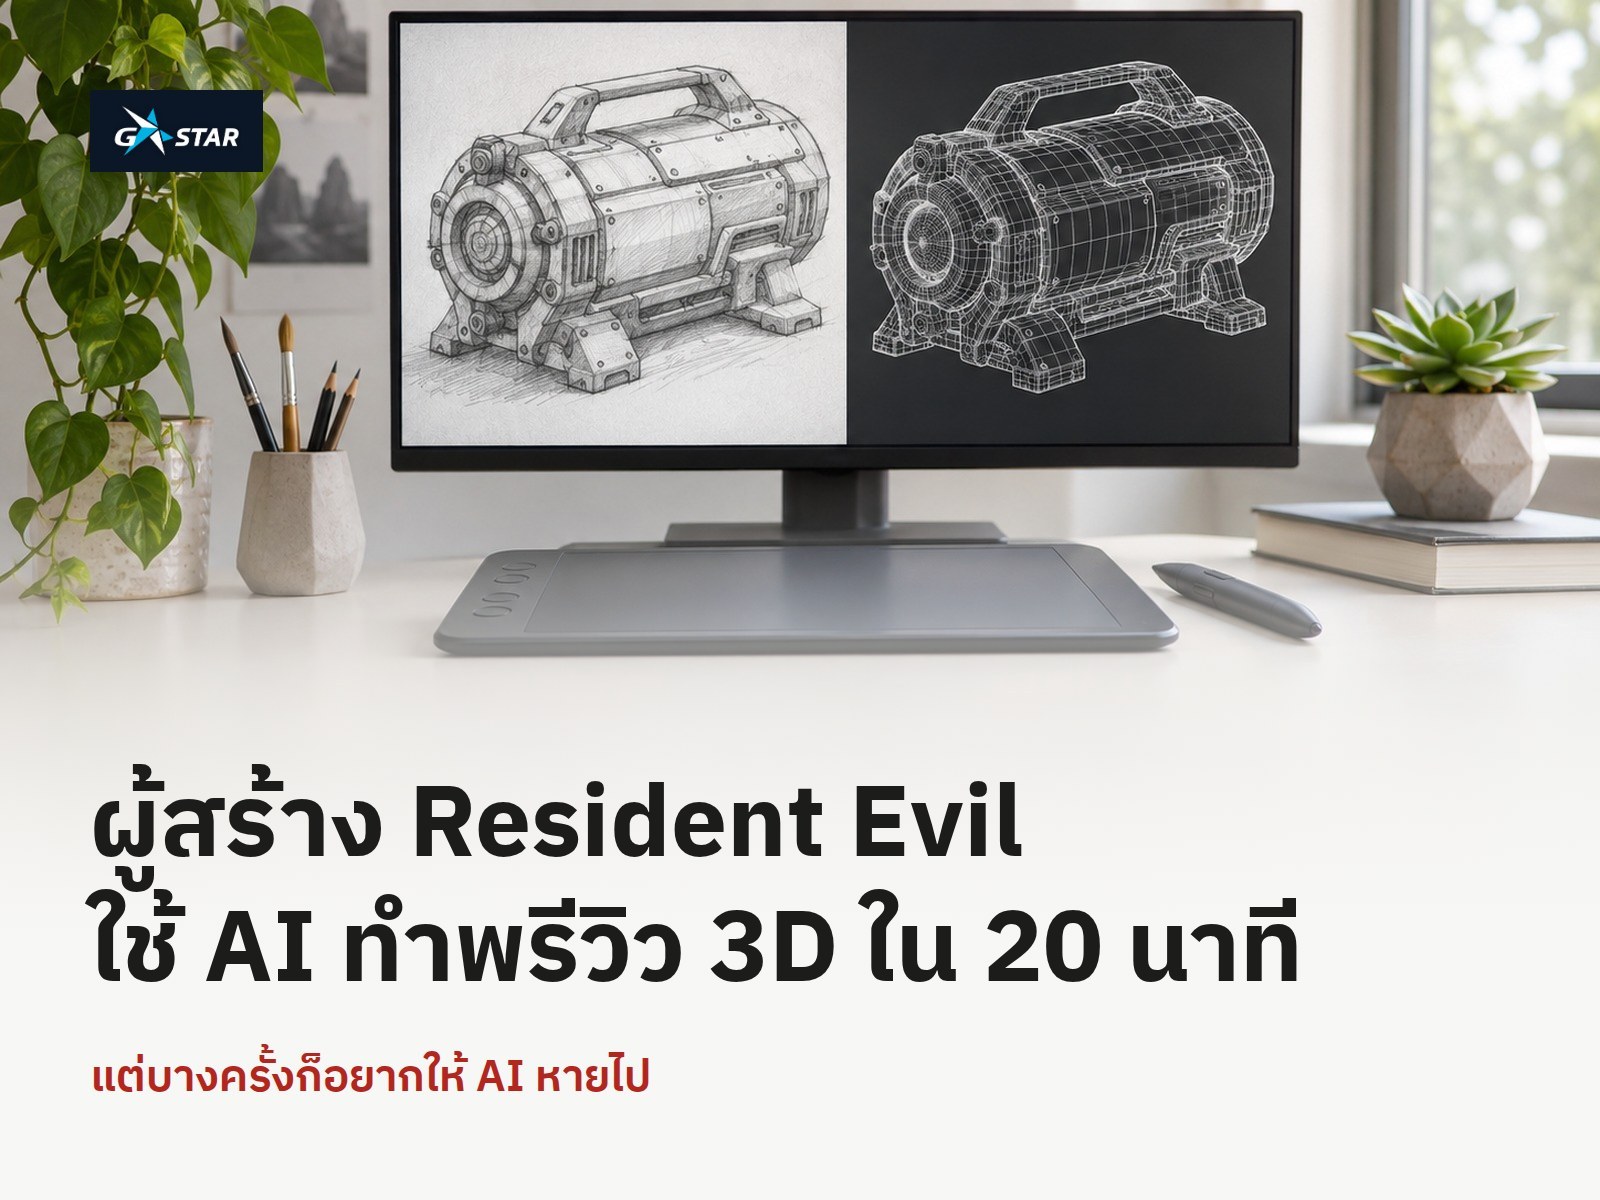 G STAR
ผู้สร้าง Resident Evil
ใช้ AI ทำพรีวิว 3D ใน 20 นาที
แต่บางครั้งก็อยากให้ AI หายไป